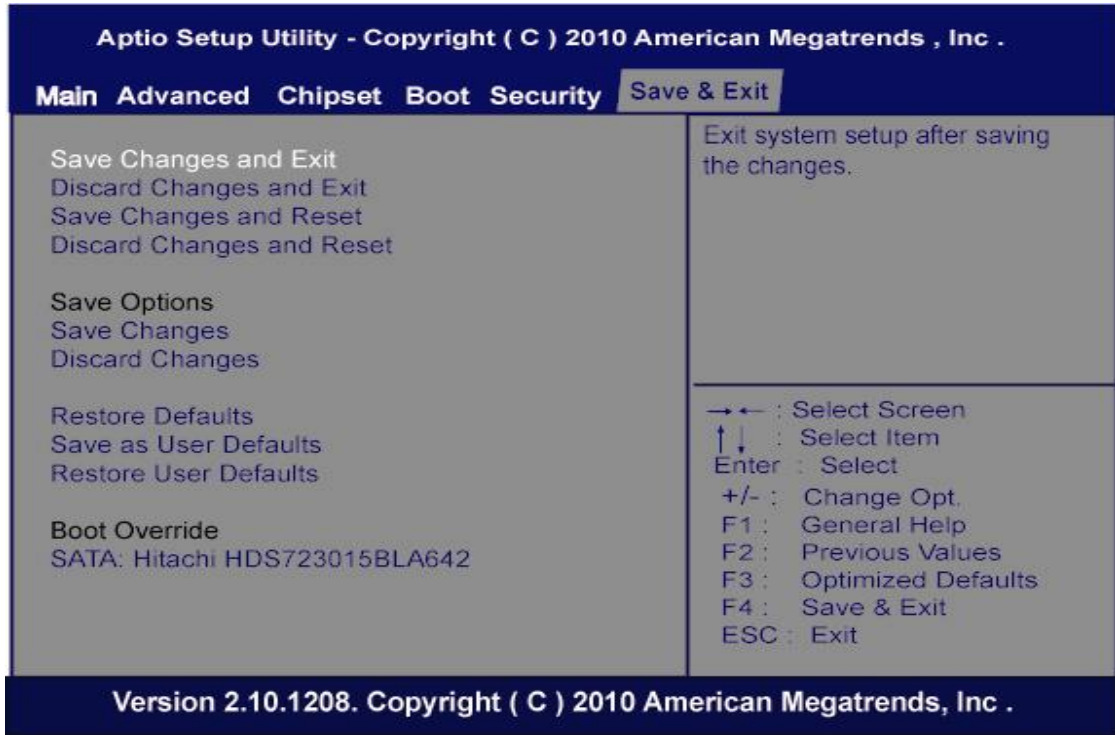 Aptio Setup Utility - Copyright ( C ) 2010 American Megatrends , Inc .
Main Advanced Chipset Boot Security Save & Exit
Save Changes and Exit
Discard Changes and Exit
Save Changes and Reset
Discard Changes and Reset
Save Options
Save Changes
Discard Changes
Restore Defaults
Save as User Defaults
Restore User Defaults
Boot Override
SATA: Hitachi HDS723015BLA642
Exit system setup after saving
the changes.
→← : Select Screen
↑↓ : Select Item
Enter : Select
+/- : Change Opt.
F1 : General Help
F2 : Previous Values
F3 : Optimized Defaults
F4 : Save & Exit
ESC : Exit
Version 2.10.1208. Copyright ( C ) 2010 American Megatrends, Inc .